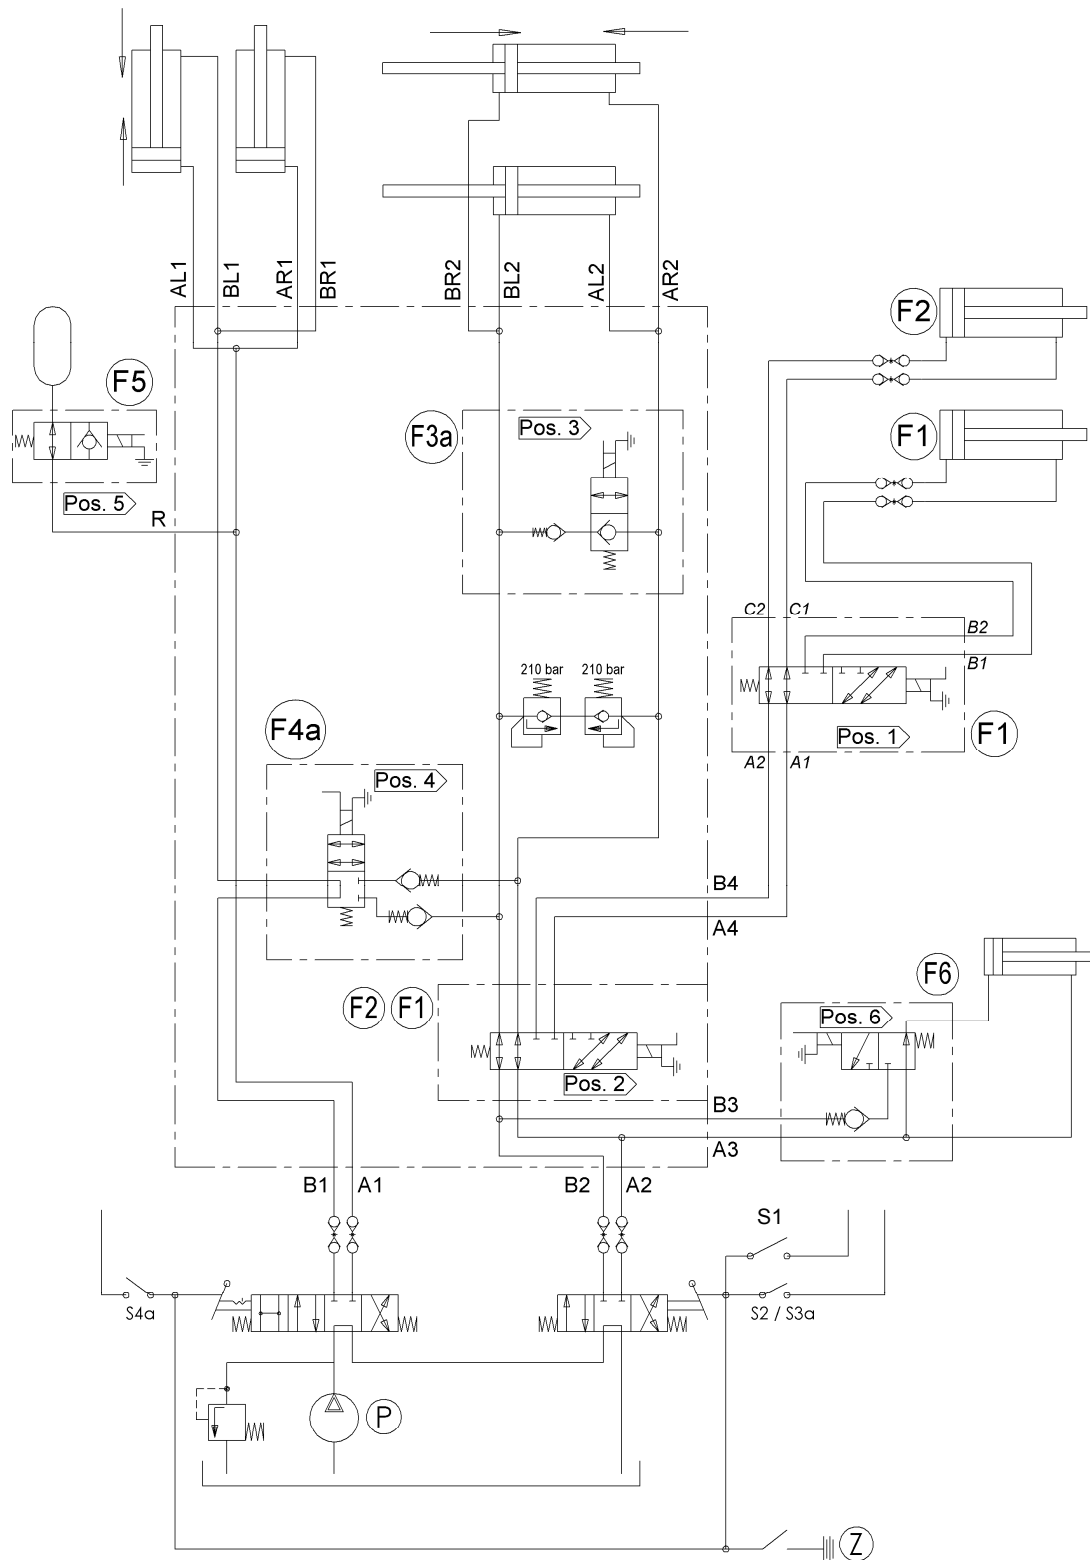 AL1
BL1
AR1
BR1
BR2
BL2
AL2
AR2
F2
F5
F1
F3a
Pos. 3
Pos. 5
R
C2
C1
B2
B1
210 bar
210 bar
F4a
F1
Pos. 1
A2
A1
Pos. 4
B4
A4
F2
F1
F6
Pos. 6
Pos. 2
B3
A3
B1
A1
B2
A2
S1
S4a
S2 / S3a
P
Z